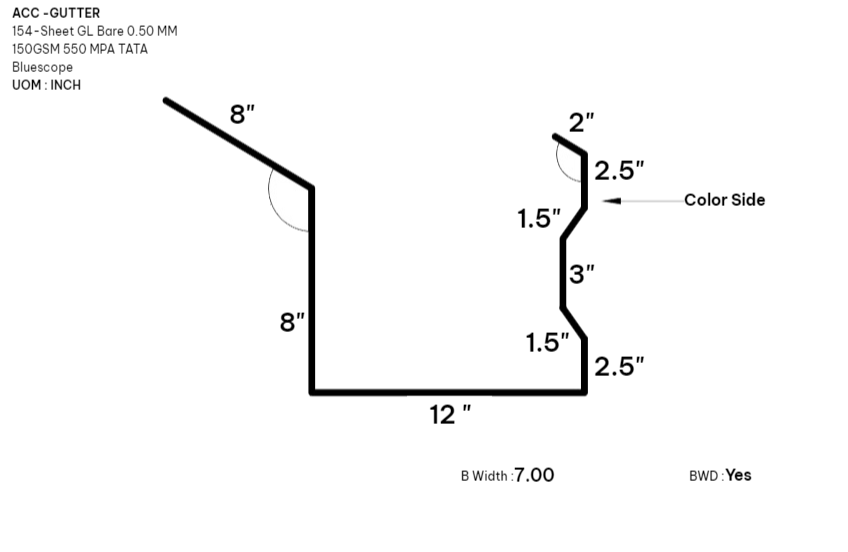 ACC -GUTTER
154-Sheet GL Bare 0.50 MM
150GSM 550 MPA TATA
Bluescope
UOM : INCH
8"
2"
2.5"
Color Side
1.5"
3"
8"
1.5"
2.5"
12 "
B Width :7.00
BWD :Yes